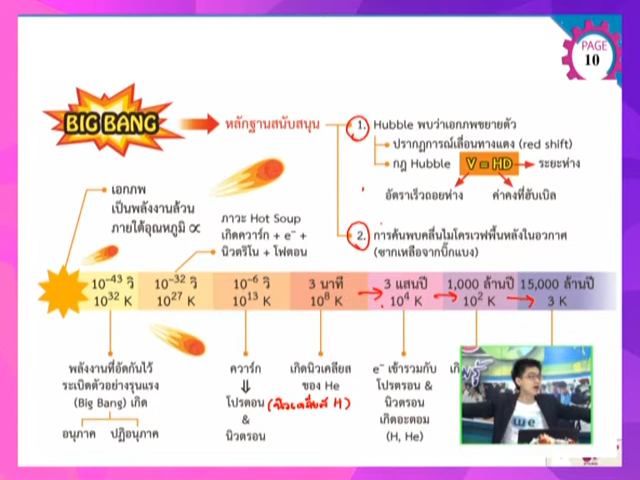 PAGE
10
BIG BANG
หลักฐานสนับสนุน
1. Hubble พบว่าเอกภพขยายตัว
ปรากฏการณ์เลื่อนทางแดง (red shift)
กฎ Hubble V = HD ระยะห่าง
อัตราเร็วถอยห่าง ค่าคงที่ฮับเบิล
2. การค้นพบคลื่นไมโครเวฟพื้นหลังในอวกาศ
(ซากเหลือจากบิ๊กแบง)
เอกภพ
เป็นพลังงานล้วน
ภายใต้อุณหภูมิ ∝
ภาวะ Hot Soup
เกิดควาร์ก + e⁻ +
นิวตริโน + โฟตอน
10⁻⁴³ วิ 10⁻³² วิ 10⁻⁶ วิ 3 นาที 3 แสนปี 1,000 ล้านปี 15,000 ล้านปี
10³² K 10²⁷ K 10¹³ K 10⁸ K 10⁴ K 10² K 3 K
พลังงานที่อัดกันไว้
ระเบิดตัวอย่างรุนแรง
(Big Bang) เกิด
อนุภาค ปฏิอนุภาค
ควาร์ก
⇓
โปรตอน (นิวเคลียส H)
&
นิวตรอน
เกิดนิวเคลียส
ของ He
e⁻ เข้ารวมกับ
โปรตรอน &
นิวตรอน
เกิดอะตอม
(H, He)
we